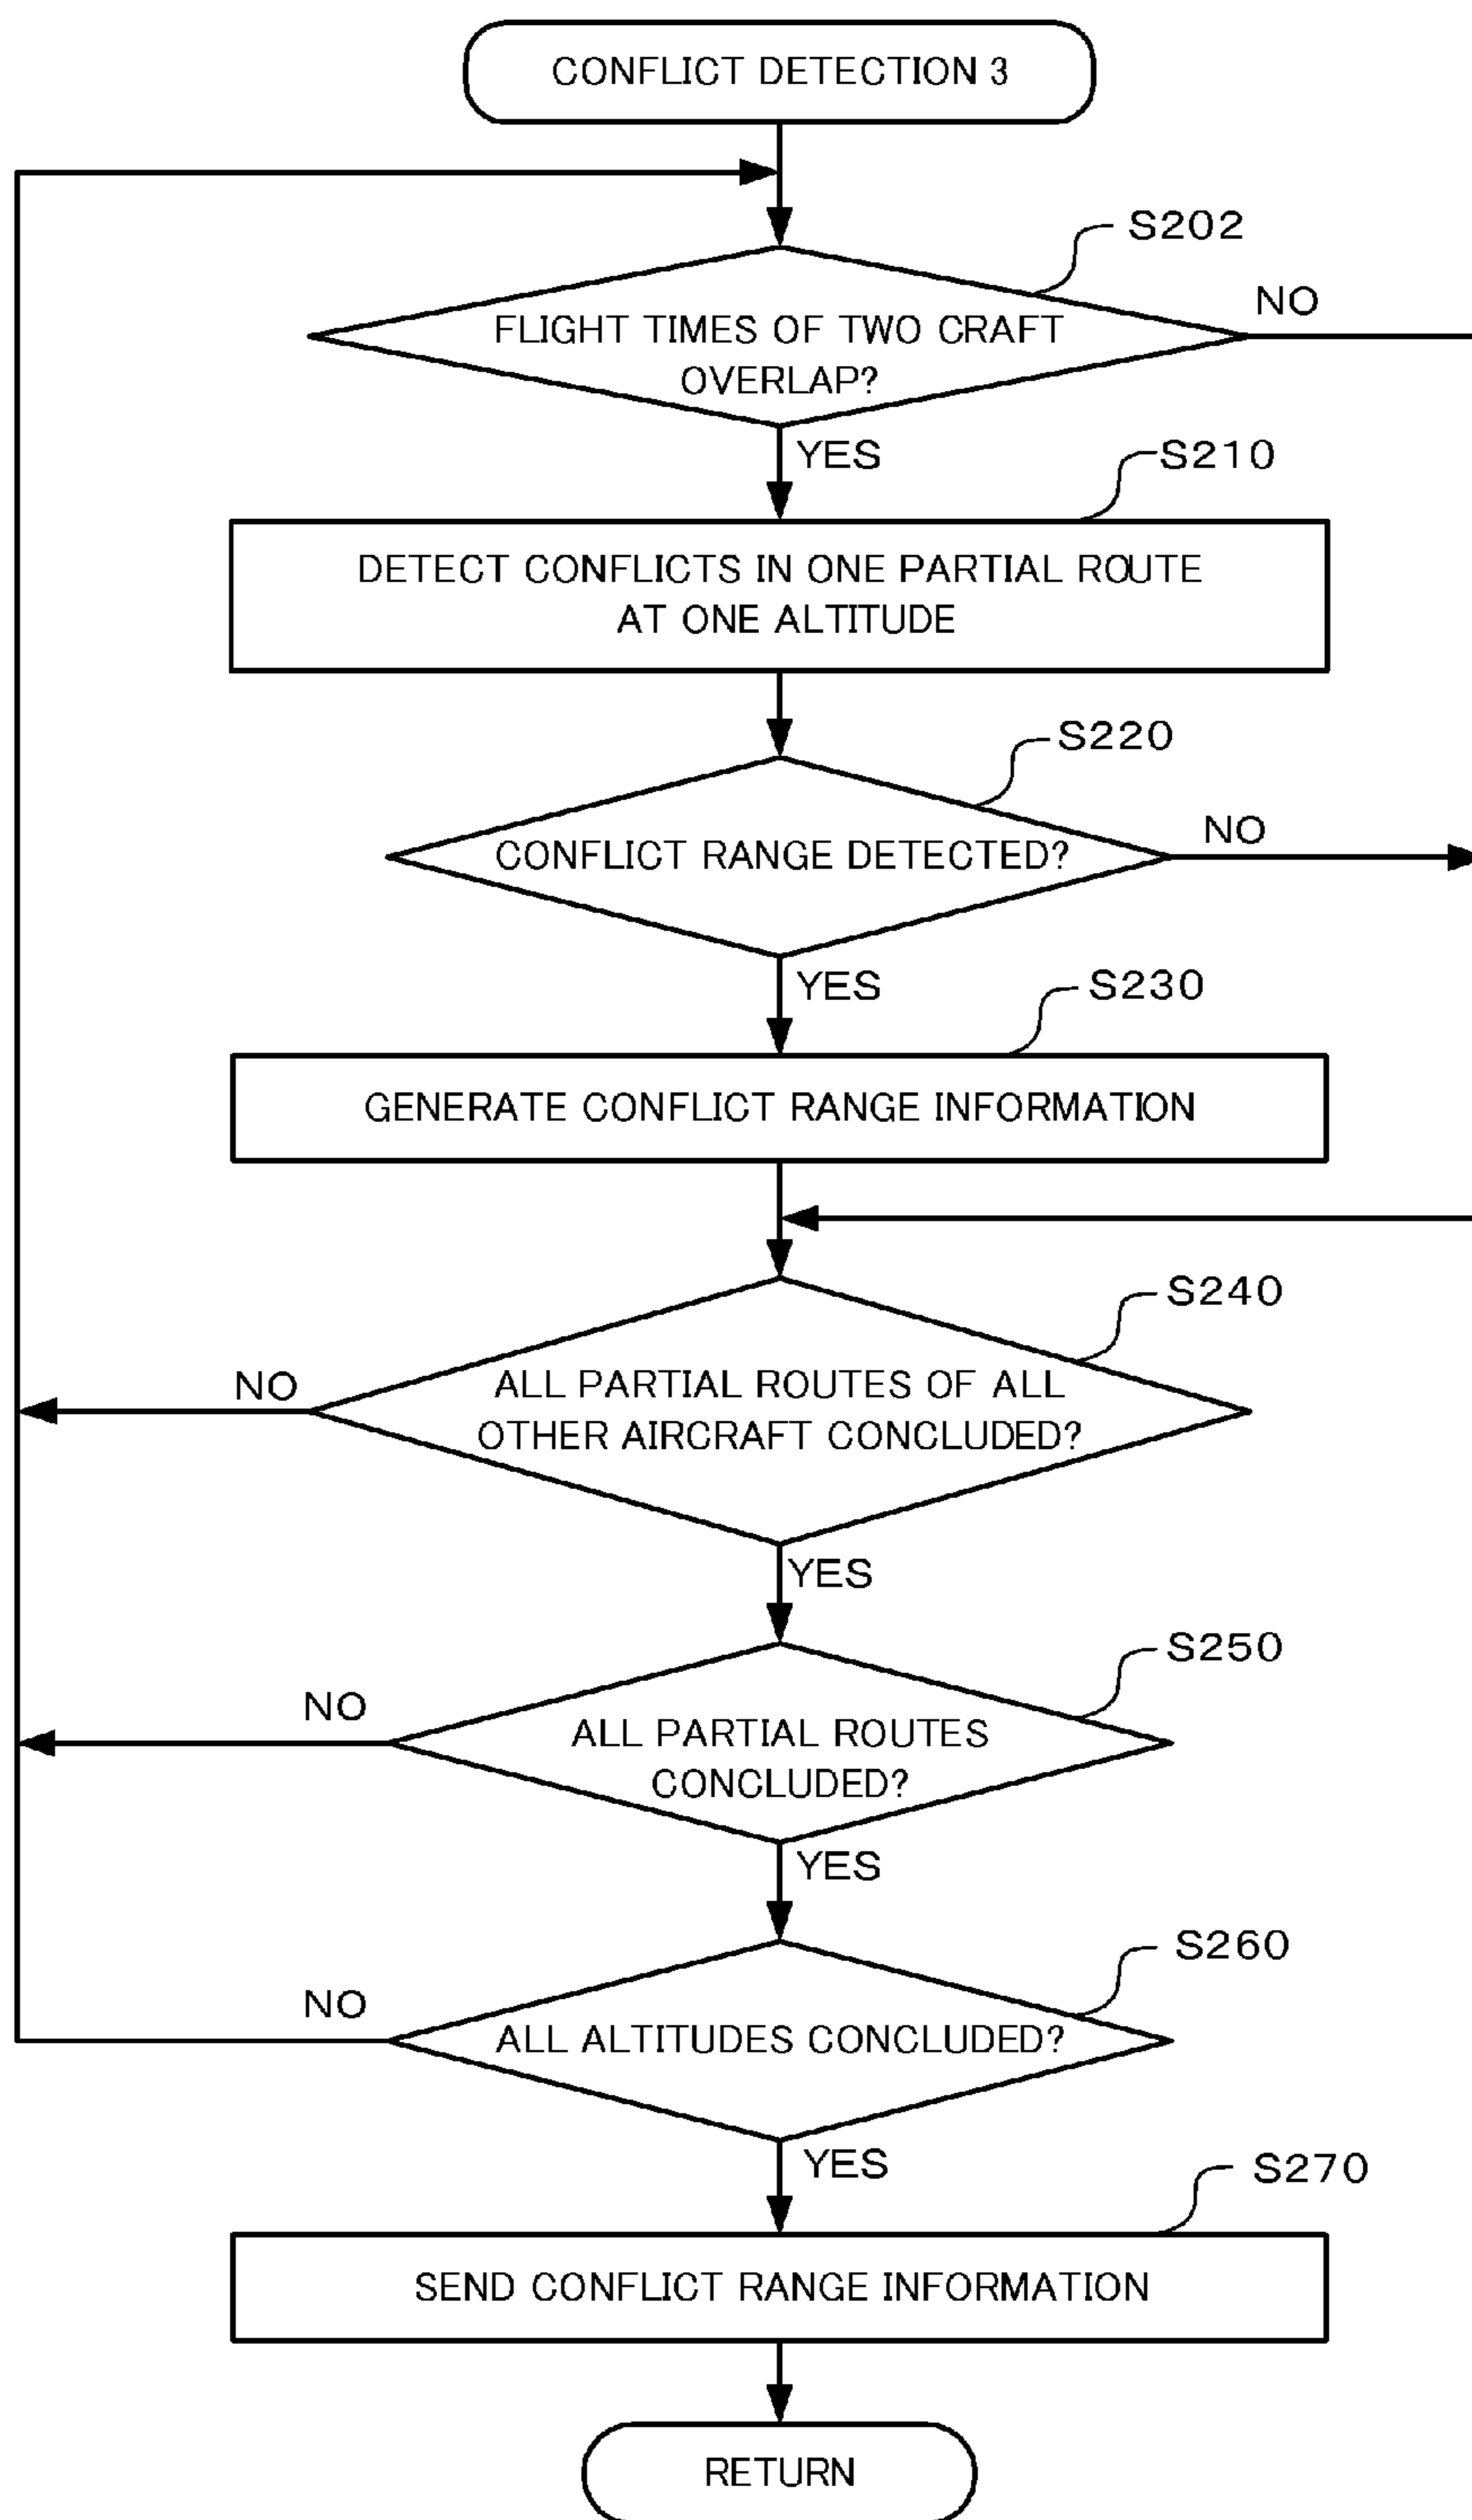 CONFLICT DETECTION 3
S202
FLIGHT TIMES OF TWO CRAFT
OVERLAP?
NO
YES
S210
DETECT CONFLICTS IN ONE PARTIAL ROUTE
AT ONE ALTITUDE
S220
CONFLICT RANGE DETECTED?
NO
YES
S230
GENERATE CONFLICT RANGE INFORMATION
S240
ALL PARTIAL ROUTES OF ALL
OTHER AIRCRAFT CONCLUDED?
NO
YES
S250
ALL PARTIAL ROUTES
CONCLUDED?
NO
YES
S260
ALL ALTITUDES CONCLUDED?
NO
YES
S270
SEND CONFLICT RANGE INFORMATION
RETURN